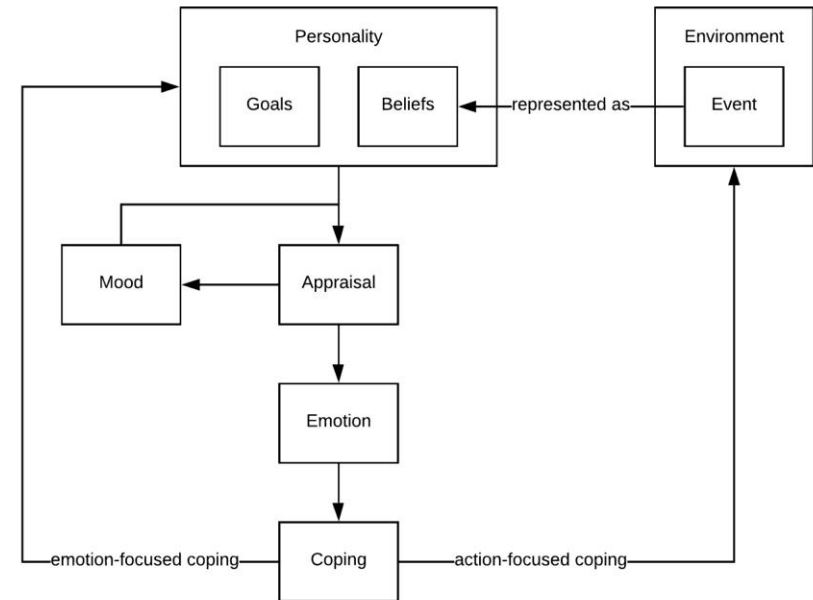 Personality
Environment
Goals
Beliefs
represented as
Event
Mood
Appraisal
Emotion
emotion-focused coping
Coping
action-focused coping